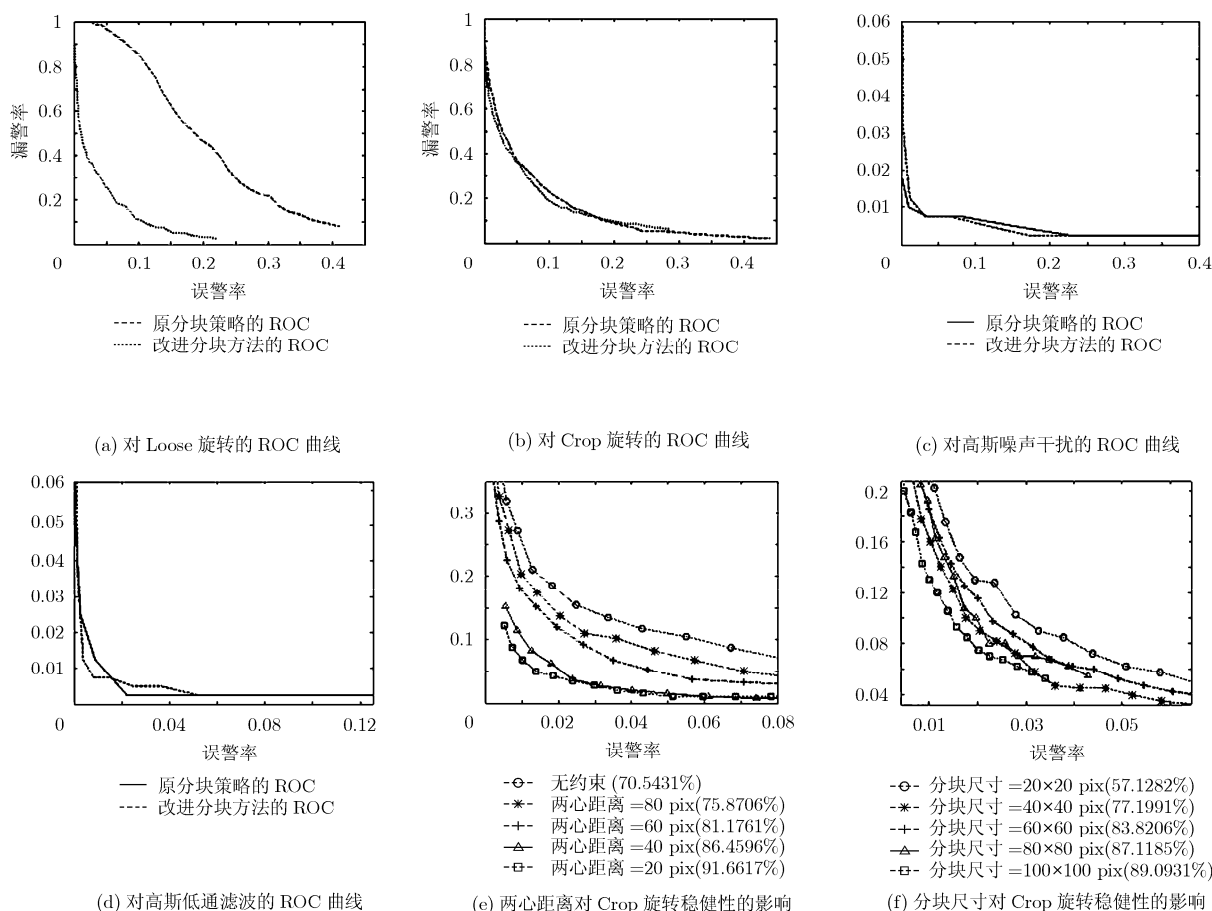 1
0.8
0.6
0.4
0.2
0
0.1
0.2
0.3
0.4
漏警率
误警率
原分块策略的 ROC
改进分块方法的 ROC
(a) 对 Loose 旋转的 ROC 曲线
1
0.8
0.6
0.4
0.2
0
0.1
0.2
0.3
0.4
漏警率
误警率
原分块策略的 ROC
改进分块方法的 ROC
(b) 对 Crop 旋转的 ROC 曲线
0.06
0.05
0.04
0.03
0.02
0.01
0
0.1
0.2
0.3
0.4
误警率
原分块策略的 ROC
改进分块方法的 ROC
(c) 对高斯噪声干扰的 ROC 曲线
0.06
0.05
0.04
0.03
0.02
0.01
0
0.04
0.08
0.12
误警率
原分块策略的 ROC
改进分块方法的 ROC
(d) 对高斯低通滤波的 ROC 曲线
0.3
0.2
0.1
0.02
0.04
0.06
0.08
误警率
无约束 (70.5431%)
两心距离 =80 pix(75.8706%)
两心距离 =60 pix(81.1761%)
两心距离 =40 pix(86.4596%)
两心距离 =20 pix(91.6617%)
(e) 两心距离对 Crop 旋转稳健性的影响
0.2
0.16
0.12
0.08
0.04
0.01
0.03
0.05
误警率
分块尺寸 =20×20 pix(57.1282%)
分块尺寸 =40×40 pix(77.1991%)
分块尺寸 =60×60 pix(83.8206%)
分块尺寸 =80×80 pix(87.1185%)
分块尺寸 =100×100 pix(89.0931%)
(f) 分块尺寸对 Crop 旋转稳健性的影响